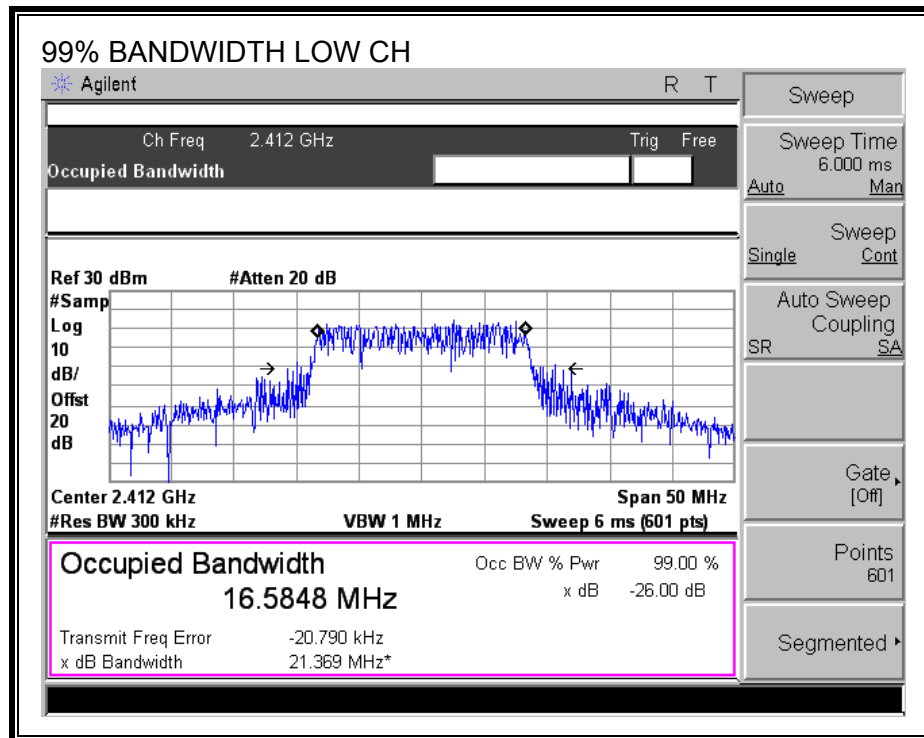 99% BANDWIDTH LOW CH
Agilent R T
Ch Freq 2.412 GHz Trig Free
Occupied Bandwidth
Ref 30 dBm #Atten 20 dB
#Samp
Log
10
dB/
Offst
20
dB
Center 2.412 GHz Span 50 MHz
#Res BW 300 kHz VBW 1 MHz Sweep 6 ms (601 pts)
Occupied Bandwidth
16.5848 MHz
Occ BW % Pwr 99.00 %
x dB -26.00 dB
Transmit Freq Error -20.790 kHz
x dB Bandwidth 21.369 MHz*
Sweep
Sweep Time
6.000 ms
Auto Man
Sweep
Single Cont
Auto Sweep
Coupling
SR SA
Gate
[Off]
Points
601
Segmented